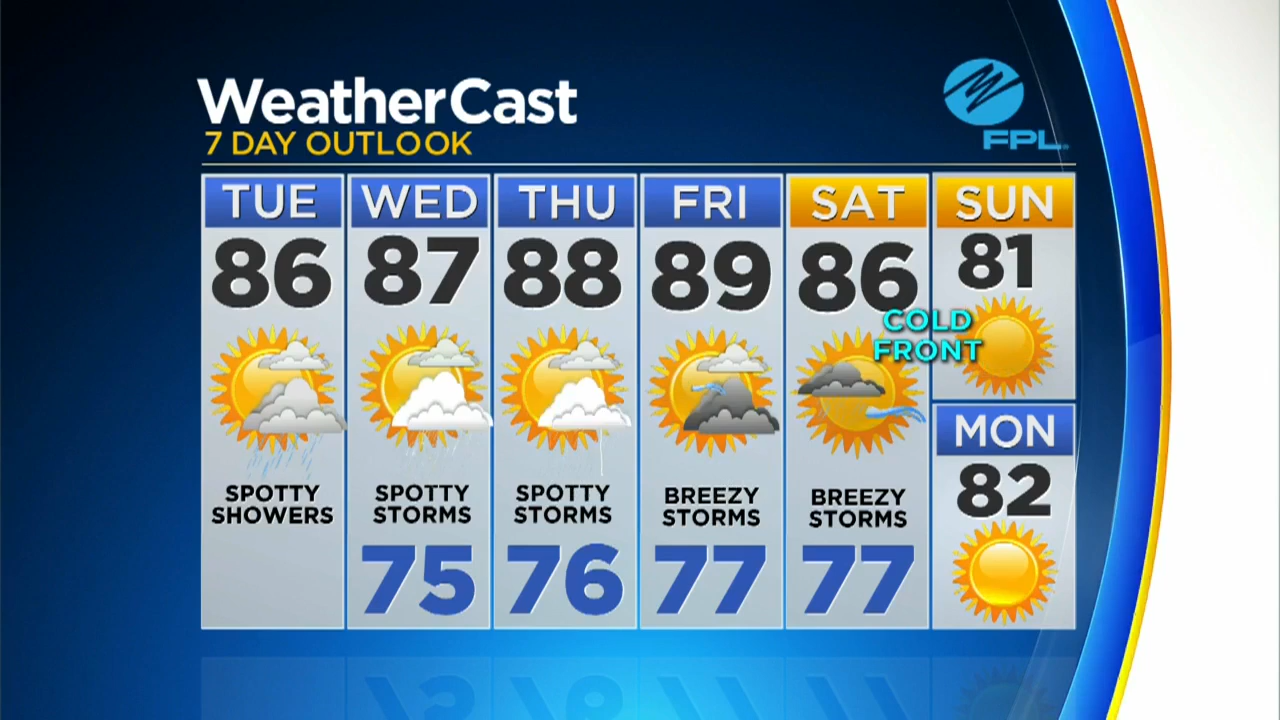 WeatherCast
7 DAY OUTLOOK
FPL
TUE
86
SPOTTY
SHOWERS
WED
87
SPOTTY
STORMS
75
THU
88
SPOTTY
STORMS
76
FRI
89
BREEZY
STORMS
77
SAT
86
BREEZY
STORMS
77
COLD
FRONT
SUN
81
MON
82